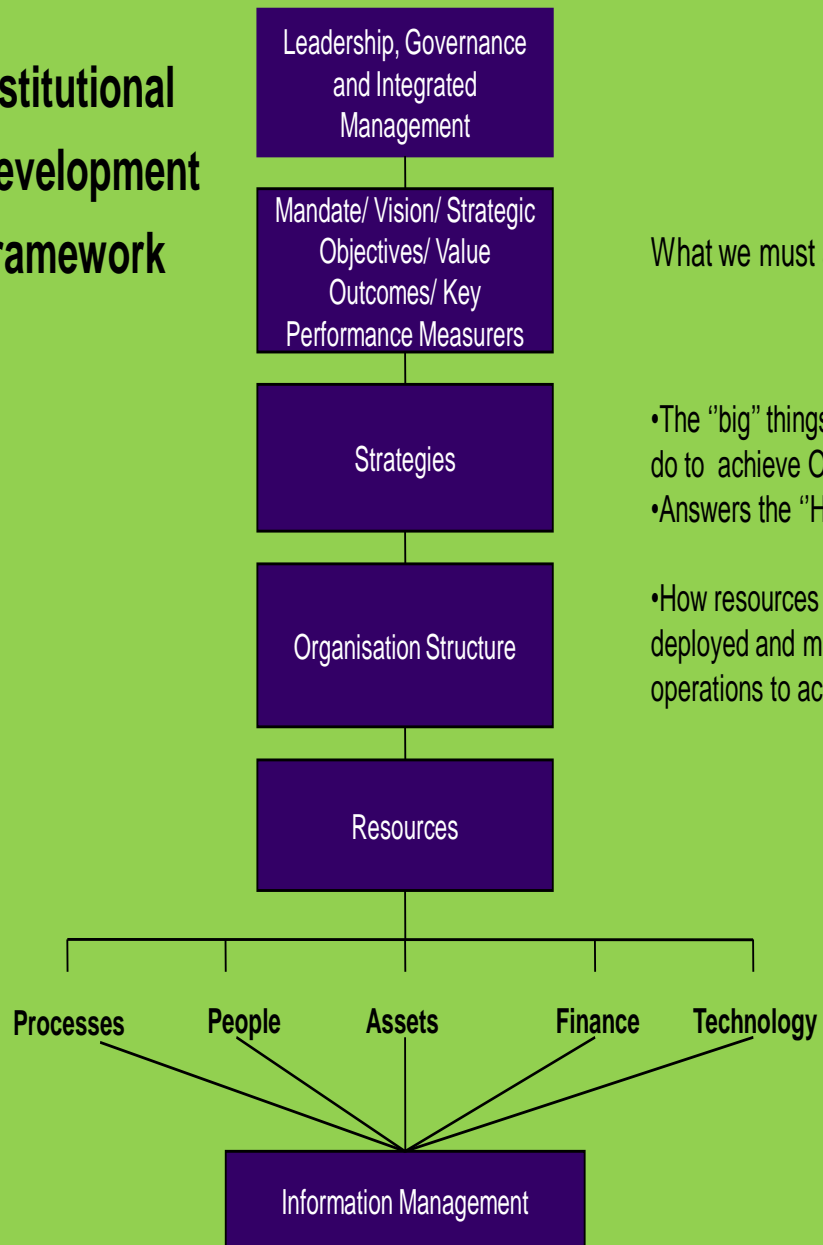 stitutional
evelopment
ramework
Leadership, Governance
and Integrated
Management
Mandate/ Vision/ Strategic
Objectives/ Value
Outcomes/ Key
Performance Measurers
What we must
Strategies
•The ‘’big’’ things
do to achieve O
•Answers the ‘’H
Organisation Structure
•How resources
deployed and m
operations to ac
Resources
Processes People Assets Finance Technology
Information Management